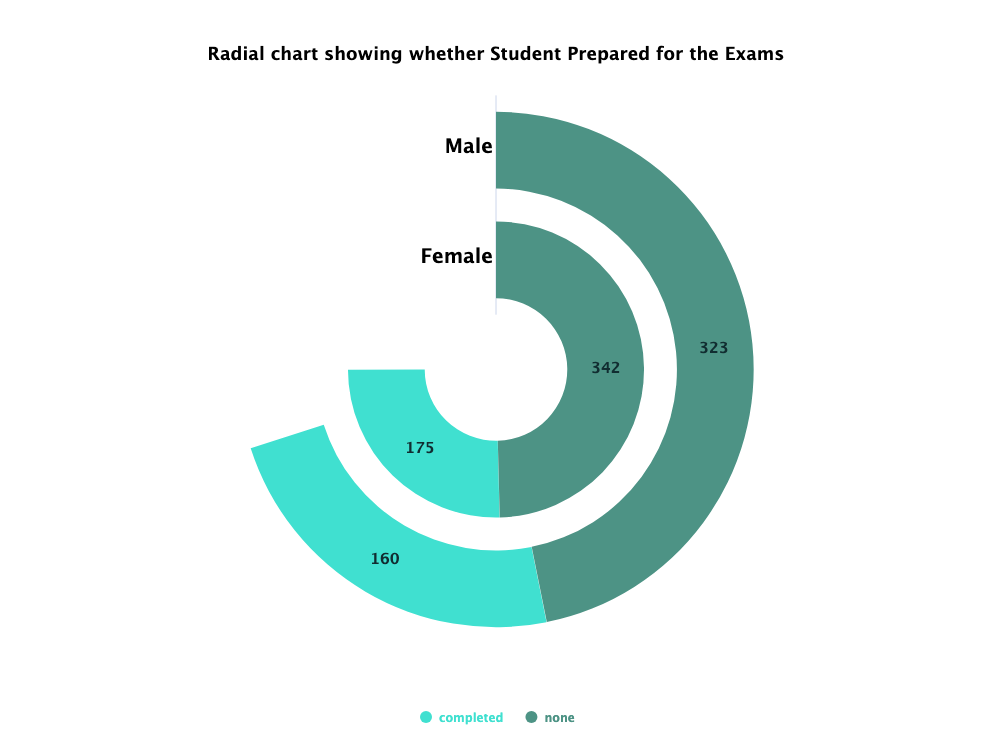 Radial chart showing whether Student Prepared for the Exams
Male
Female
323
342
175
160
completed
none